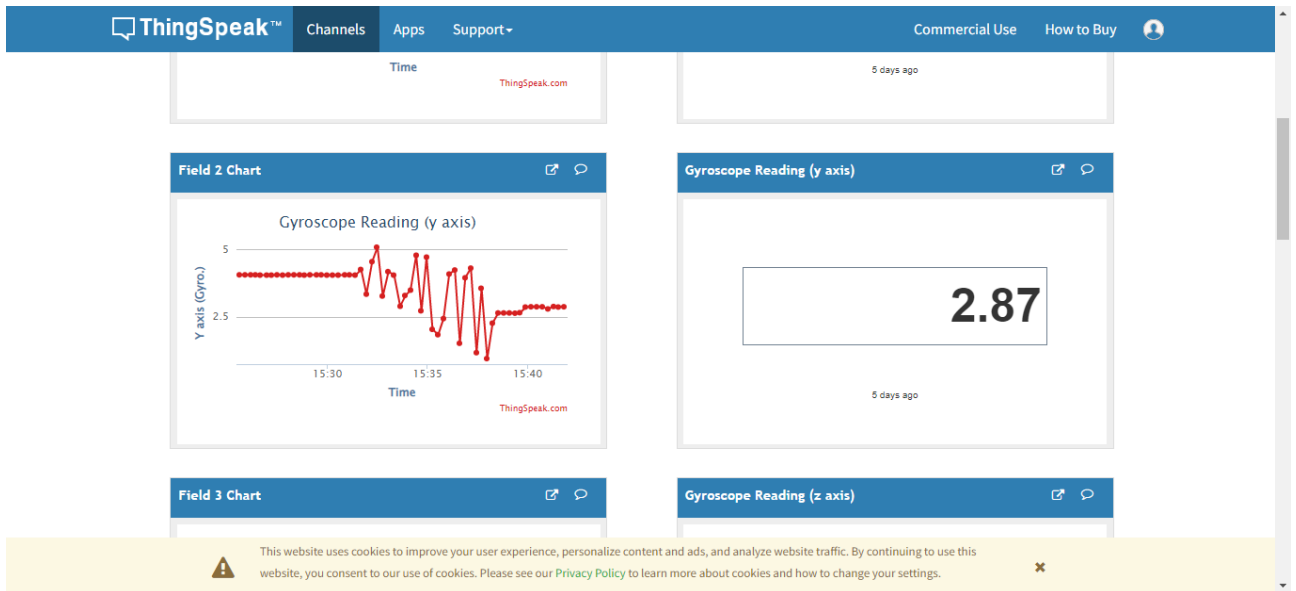 ThingSpeak™ Channels Apps Support Commercial Use How to Buy
Time
ThingSpeak.com
5 days ago
Field 2 Chart
Gyroscope Reading (y axis)
5
2.5
Y axis (Gyro.)
15:30 15:35 15:40
Time
ThingSpeak.com
Gyroscope Reading (y axis)
2.87
5 days ago
Field 3 Chart
Gyroscope Reading (z axis)
This website uses cookies to improve your user experience, personalize content and ads, and analyze website traffic. By continuing to use this
website, you consent to our use of cookies. Please see our Privacy Policy to learn more about cookies and how to change your settings.